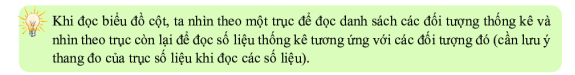 Khi đọc biểu đồ cột, ta nhìn theo một trục để đọc danh sách các đối tượng thống kê và
nhìn theo trục còn lại để đọc số liệu thống kê tương ứng với các đối tượng đó (cần lưu ý
thang đo của trục số liệu khi đọc các số liệu).